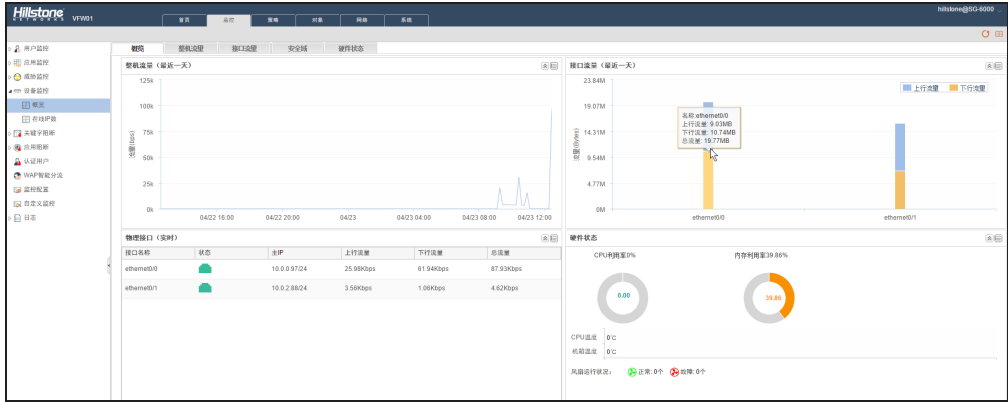 Hillstone
NETWORKS
VFW01
首页 监控 策略 对象 网络 系统
hillstone@SG-6000
用户监控
应用监控
威胁监控
设备监控
概览
在线IP数
关键字阻断
应用阻断
认证用户
WAP智能分流
监控配置
自定义监控
日志
概览 整机流量 接口流量 安全域 硬件状态
整机流量 (最近一天)
流量(bps)
125k
100k
75k
50k
25k
0k
04/22 16:00 04/22 20:00 04/23 04/23 04:00 04/23 08:00 04/23 12:00
接口流量 (最近一天)
上行流量 下行流量
流量(Bytes)
23.84M
19.07M
14.31M
9.54M
4.77M
0M
名称:ethernet0/0
上行流量: 9.03MB
下行流量: 10.74MB
总流量: 19.77MB
ethernet0/0 ethernet0/1
物理接口 (实时)
接口名称 状态 主IP 上行流量 下行流量 总流量
ethernet0/0 10.0.0.97/24 25.98Kbps 61.94Kbps 87.93Kbps
ethernet0/1 10.0.2.88/24 3.56Kbps 1.06Kbps 4.62Kbps
硬件状态
CPU利用率0% 内存利用率39.86%
0.00 39.86
CPU温度 0℃
机箱温度 0℃
风扇运行状况: 正常: 0个 故障: 0个